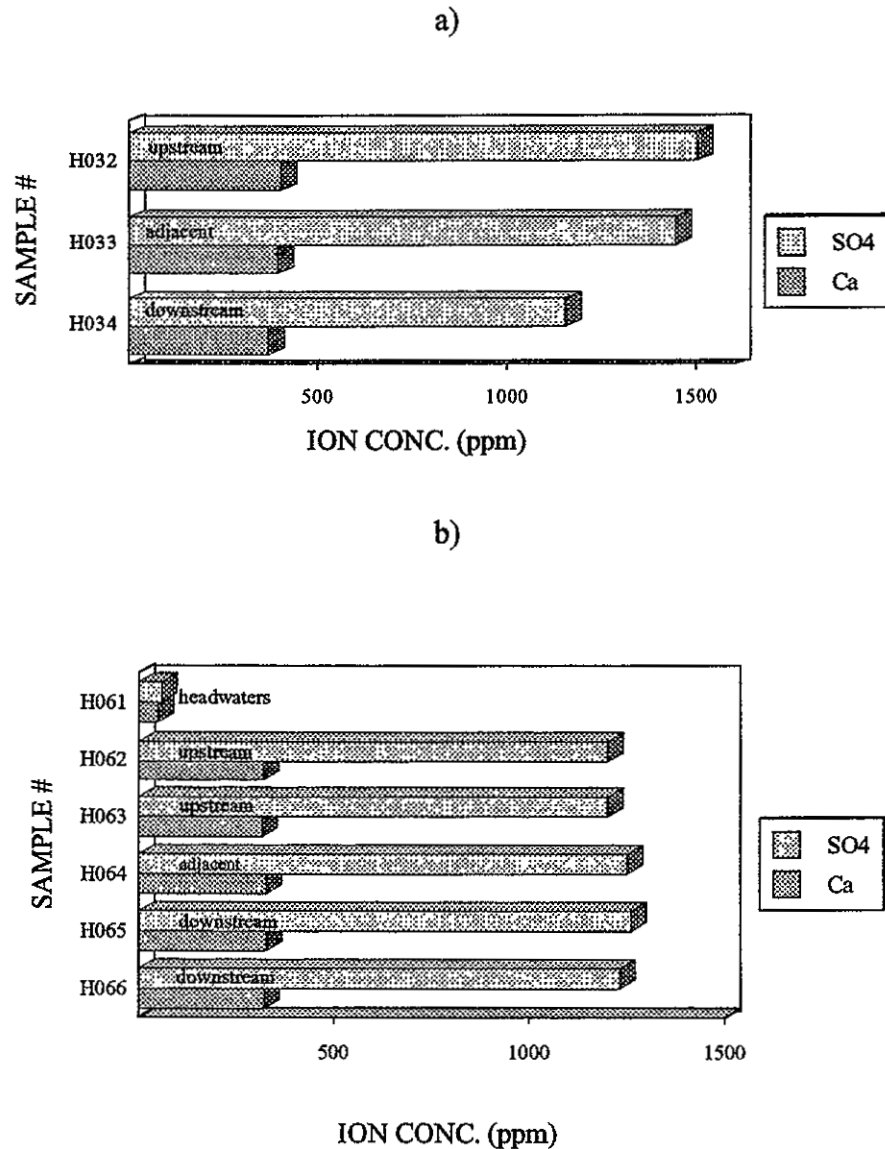 a)
SAMPLE #
H032
upstream
H033
adjacent
H034
downstream
SO4
Ca
500
1000
1500
ION CONC. (ppm)
b)
SAMPLE #
H061
headwaters
H062
upstream
H063
upstream
H064
adjacent
H065
downstream
H066
downstream
SO4
Ca
500
1000
1500
ION CONC. (ppm)